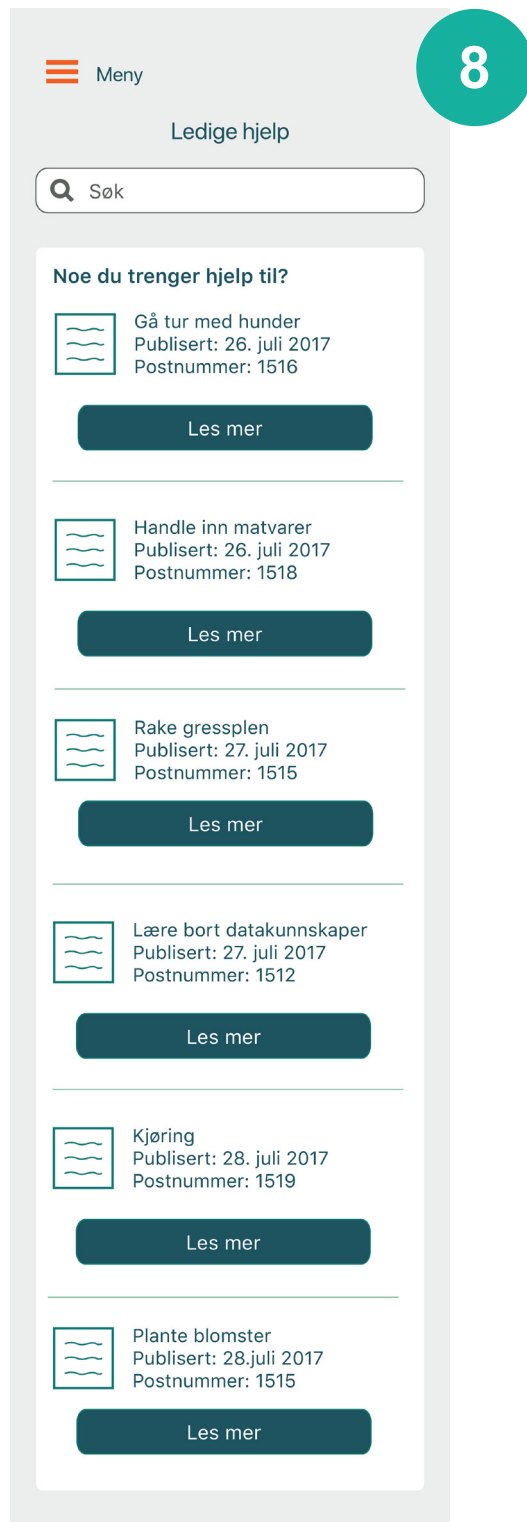 8
Meny
Ledige hjelp
Søk
Noe du trenger hjelp til?
Gå tur med hunder
Publisert: 26. juli 2017
Postnummer: 1516
Les mer
Handle inn matvarer
Publisert: 26. juli 2017
Postnummer: 1518
Les mer
Rake gressplen
Publisert: 27. juli 2017
Postnummer: 1515
Les mer
Lære bort datakunnskaper
Publisert: 27. juli 2017
Postnummer: 1512
Les mer
Kjøring
Publisert: 28. juli 2017
Postnummer: 1519
Les mer
Plante blomster
Publisert: 28.juli 2017
Postnummer: 1515
Les mer